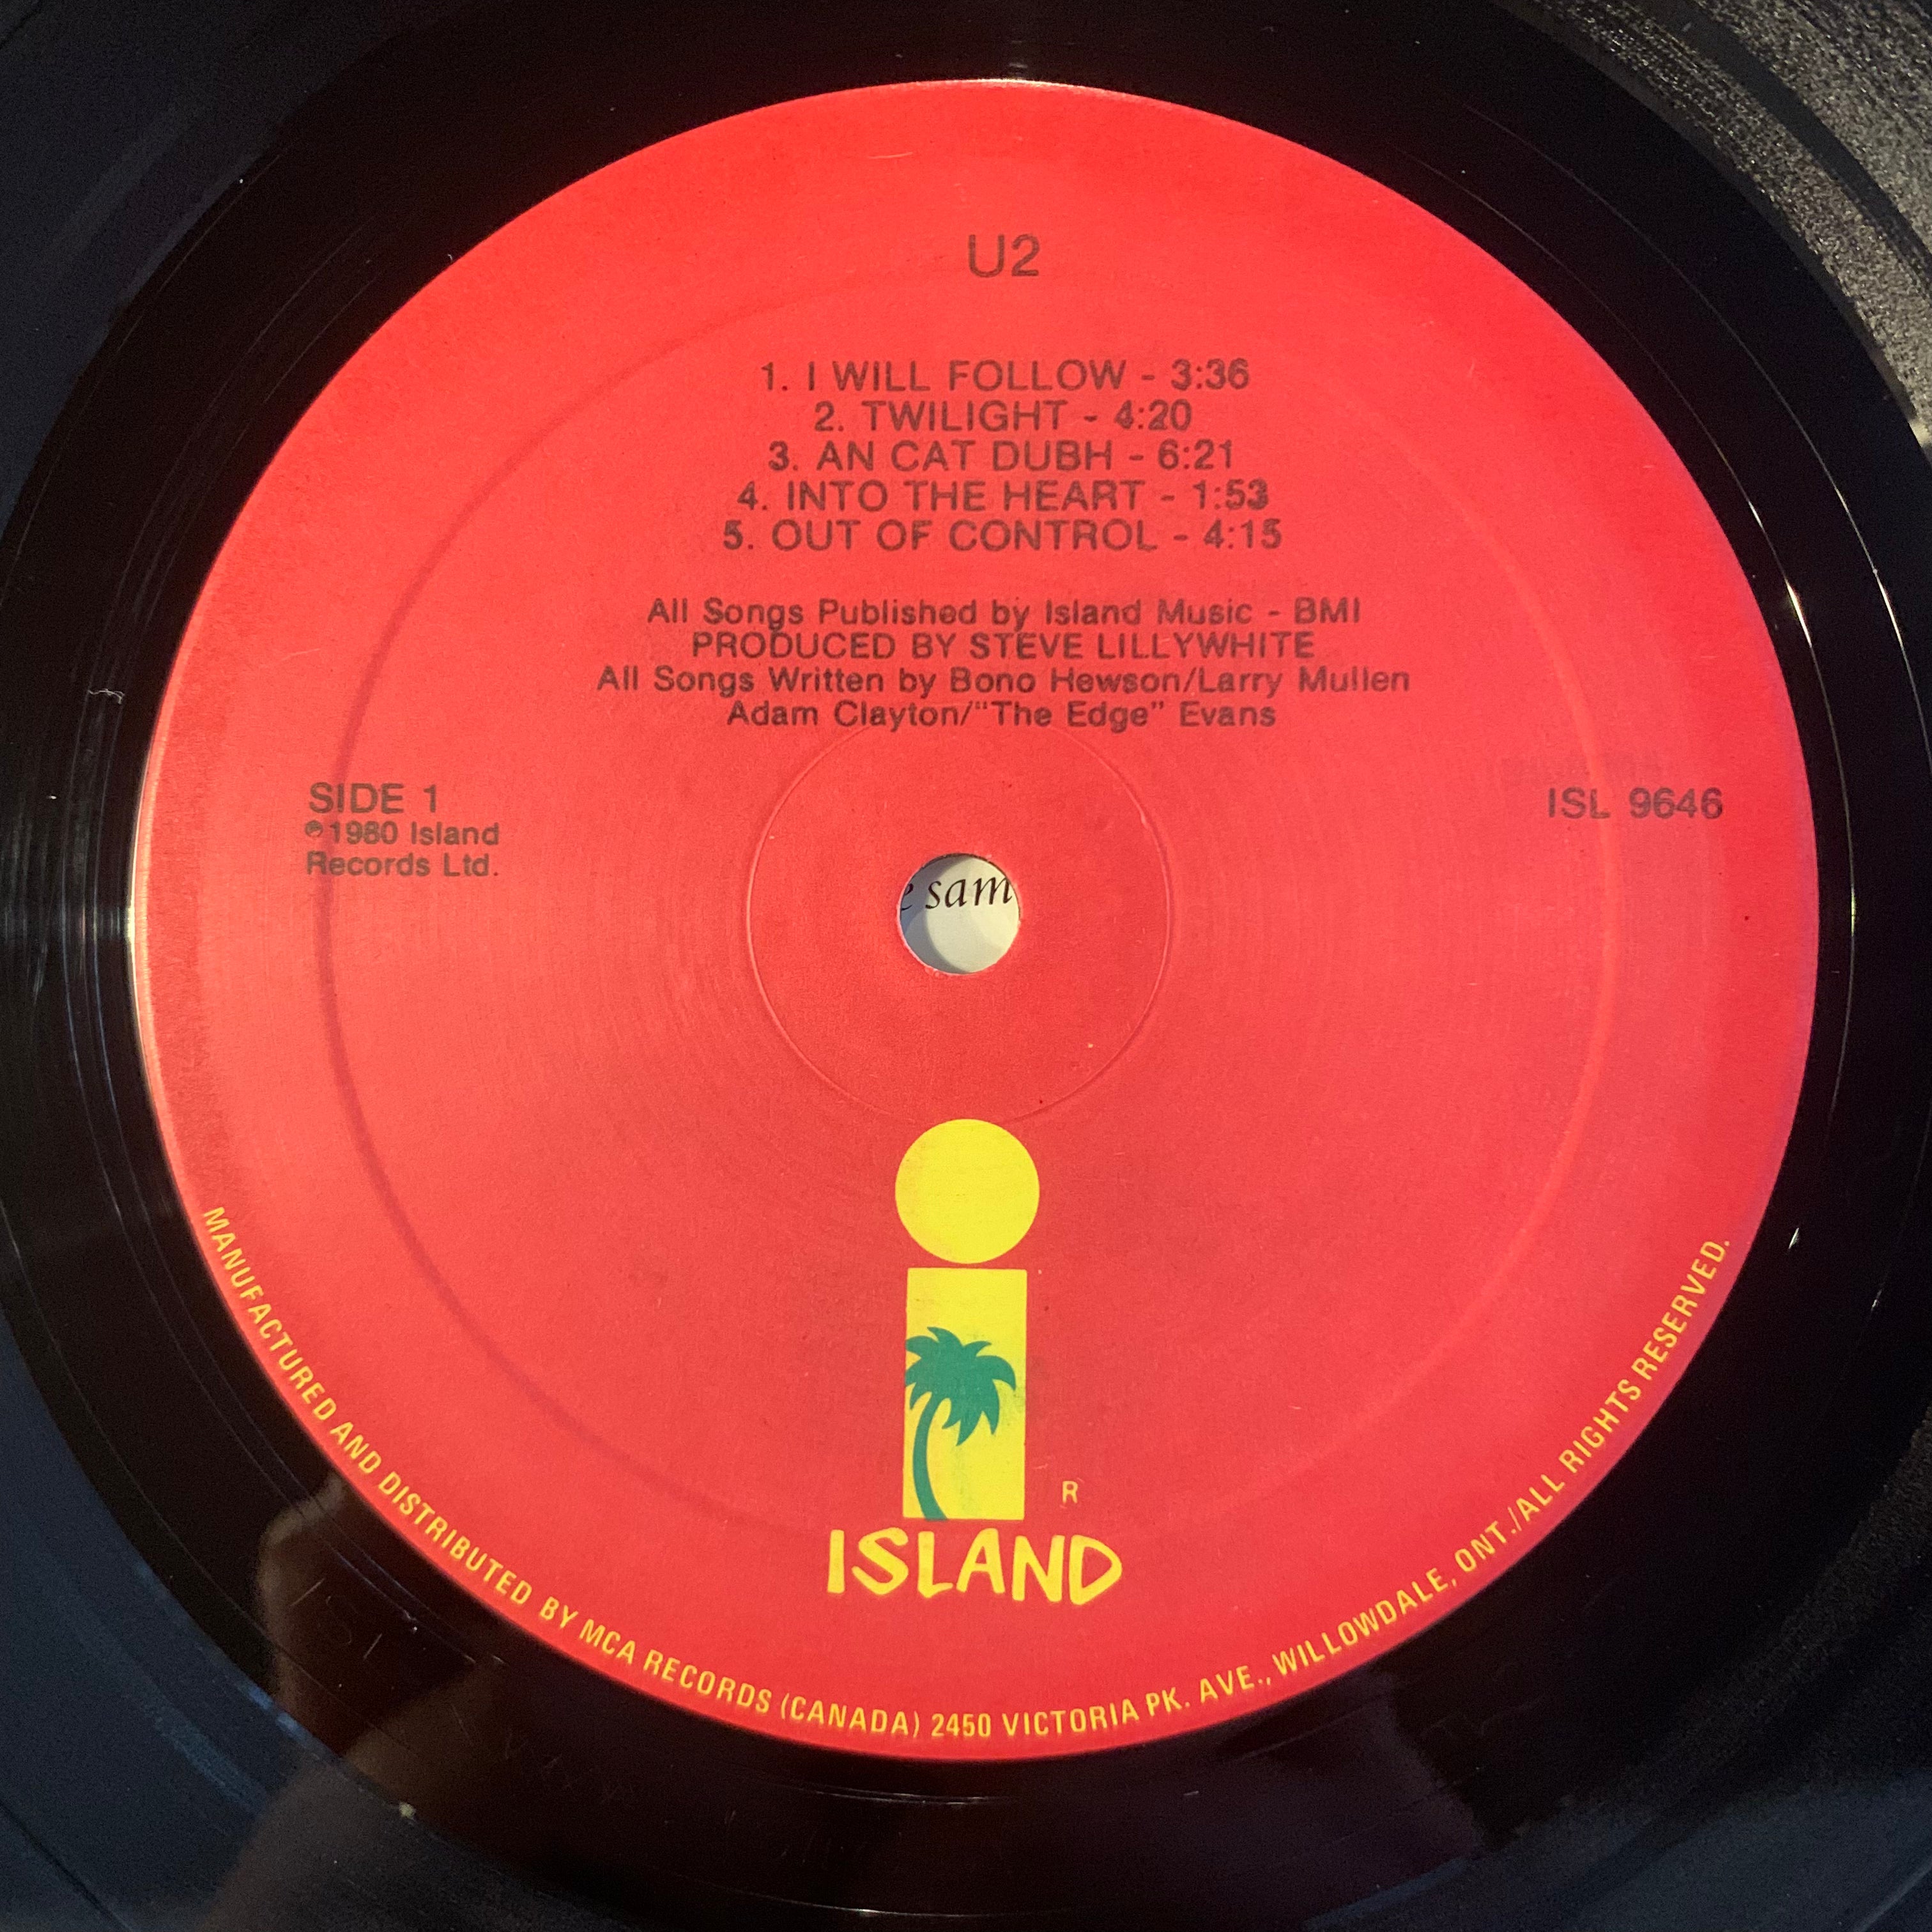 U2
1. I WILL FOLLOW - 3:36
2. TWILIGHT - 4:20
3. AN CAT DUBH - 6:21
4. INTO THE HEART - 1:53
5. OUT OF CONTROL - 4:15
All Songs Published by Island Music - BMI
PRODUCED BY STEVE LILLYWHITE
All Songs Written by Bono Hewson/Larry Mullen
Adam Clayton/"The Edge" Evans
SIDE 1
℗1980 Island
Records Ltd.
ISL 9646
sam
R
ISLAND
MANUFACTURED AND DISTRIBUTED BY MCA RECORDS (CANADA) 2450 VICTORIA PK. AVE., WILLOWDALE, ONT./ALL RIGHTS RESERVED.